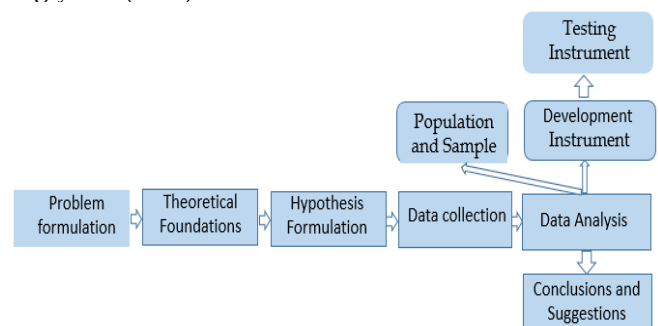 Testing
Instrument
Population
and Sample
Development
Instrument
Problem
formulation
Theoretical
Foundations
Hypothesis
Formulation
Data collection
Data Analysis
Conclusions and
Suggestions